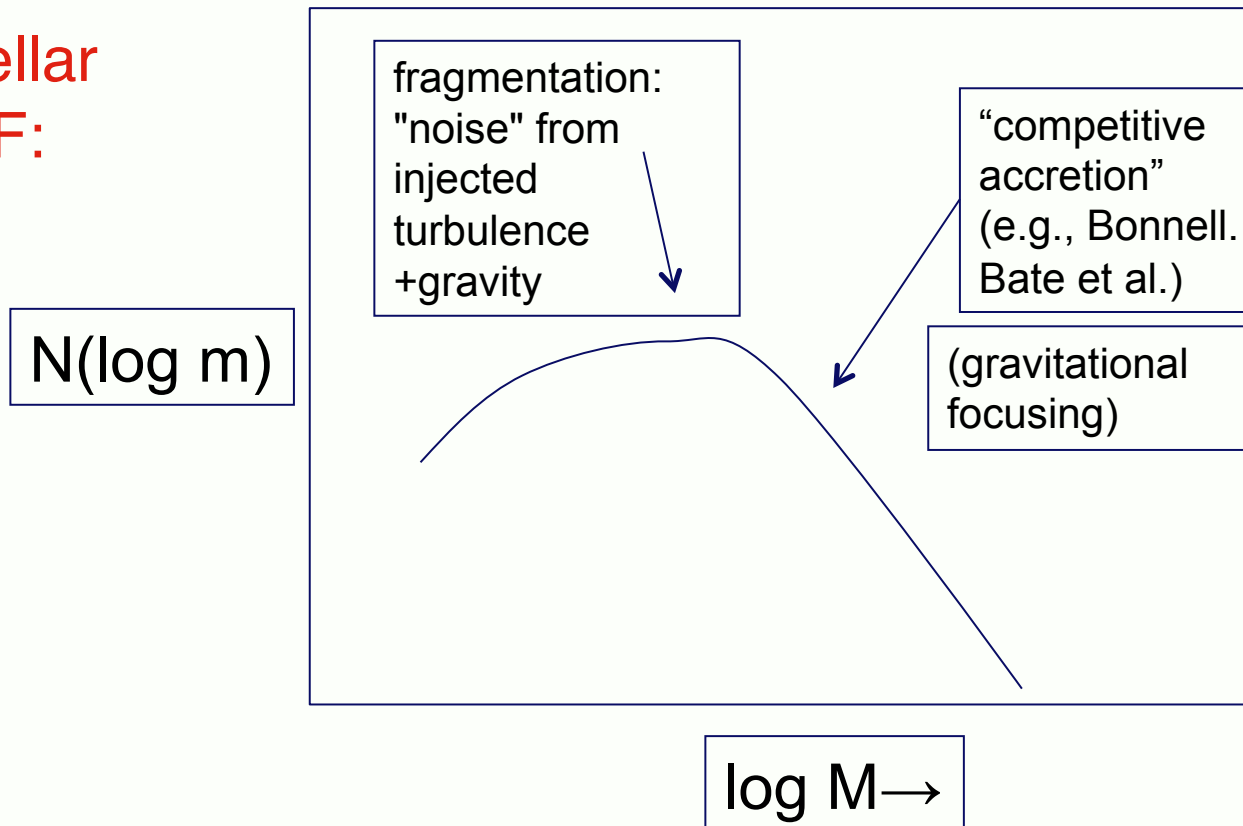 ellar
F:
fragmentation:
"noise" from
injected
turbulence
+gravity
“competitive
accretion”
(e.g., Bonnell.
Bate et al.)
(gravitational
focusing)
N(log m)
log M→